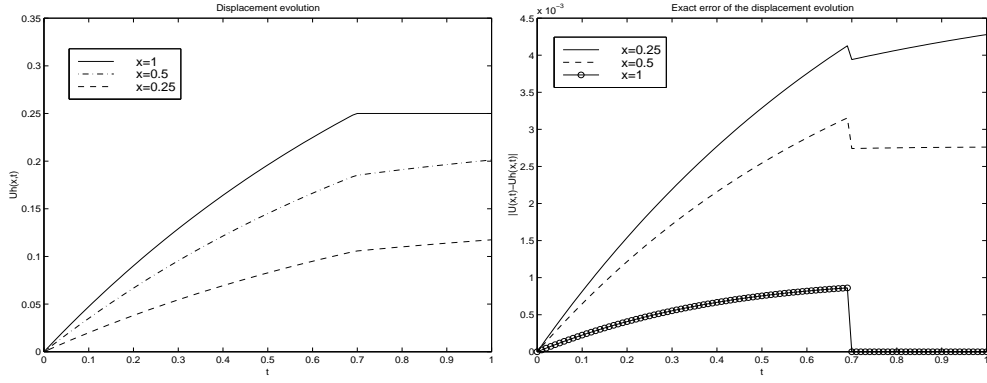 Displacement evolution
0.35
0.3
0.25
0.2
0.15
0.1
0.05
0
Uh(x,t)
x=1
x=0.5
x=0.25
0 0.1 0.2 0.3 0.4 0.5 0.6 0.7 0.8 0.9 1
t
Exact error of the displacement evolution
x 10⁻³
4.5
4
3.5
3
2.5
2
1.5
1
0.5
0
|U(x,t)−Uh(x,t)|
x=0.25
x=0.5
x=1
0 0.1 0.2 0.3 0.4 0.5 0.6 0.7 0.8 0.9 1
t